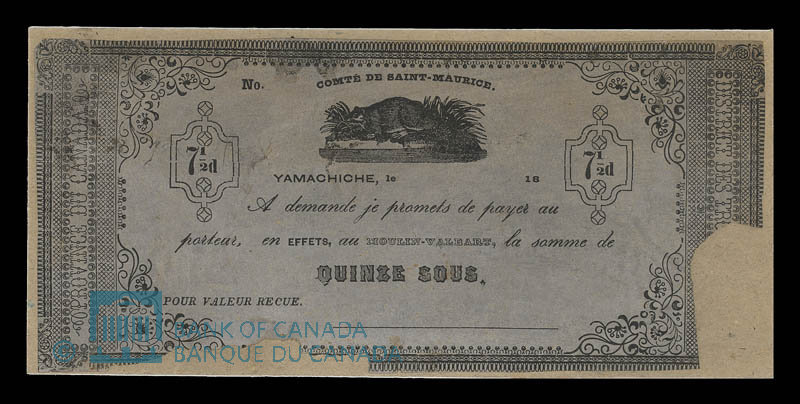 COMTÉ DE SAINT-MAURICE.
No.
7½d
7½d
YAMACHICHE, le 18
A demande je promets de payer au
porteur, en EFFETS, au MOULIN-VALBART, la somme de
QUINZE SOUS.
POUR VALEUR RECUE.
PROVINCE DU CANADA
DISTRICT DES
BANK OF CANADA
BANQUE DU CANADA